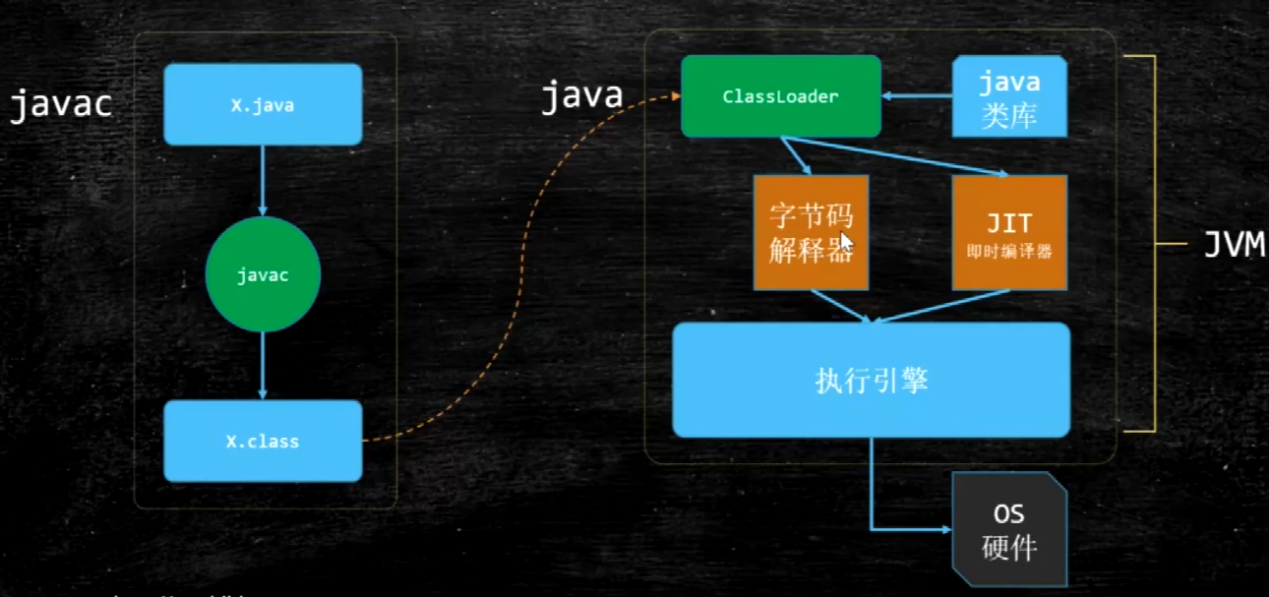 javac
X.java
javac
X.class
java
ClassLoader
java
类库
字节码
解释器
JIT
即时编译器
执行引擎
JVM
OS
硬件